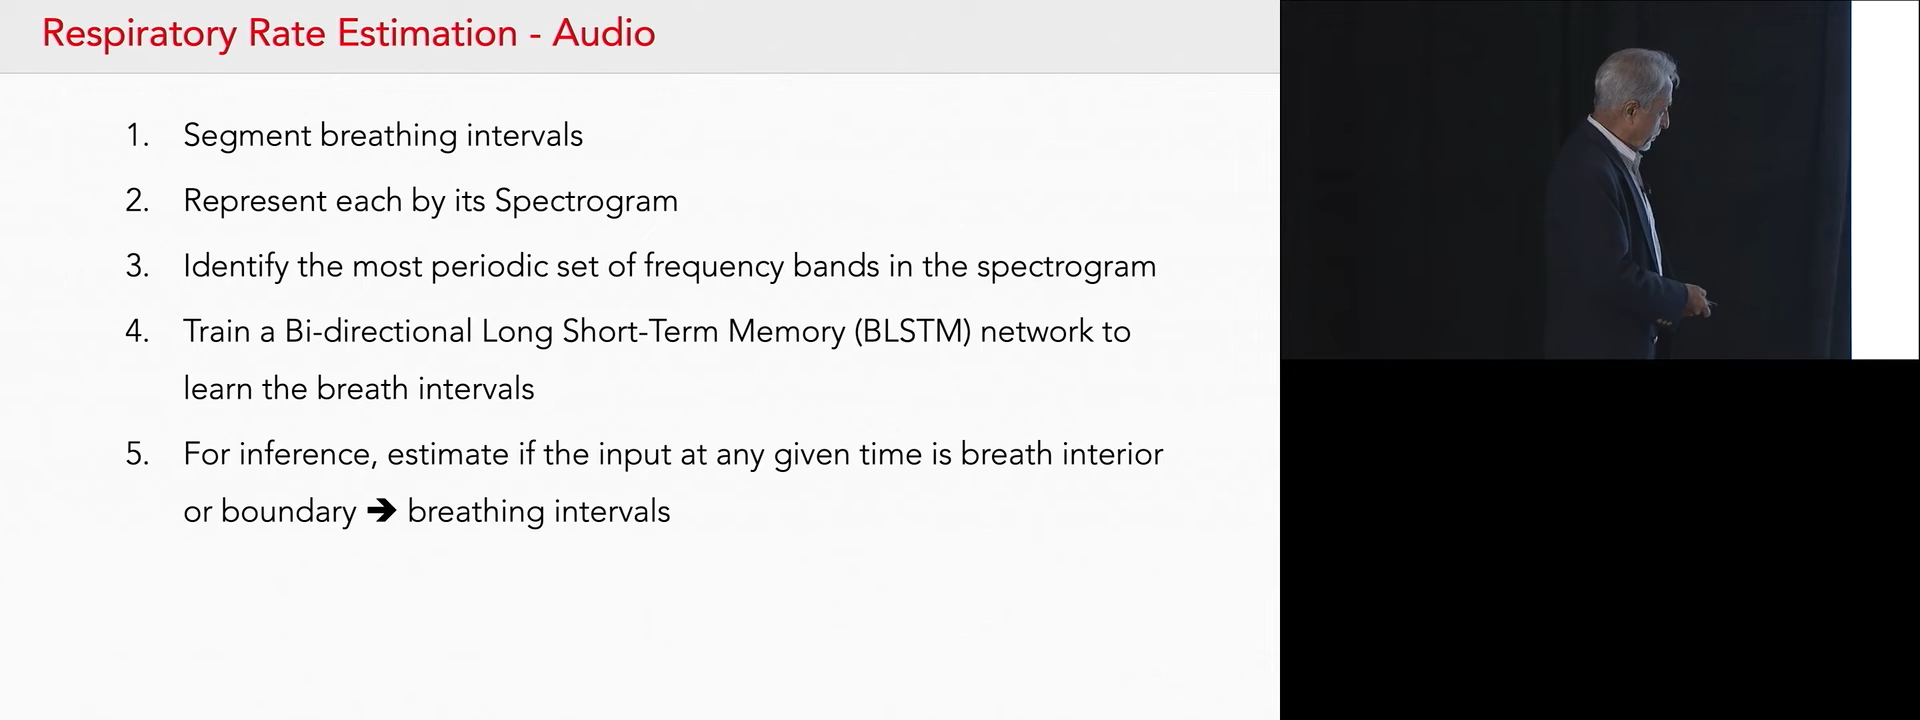 Respiratory Rate Estimation - Audio
1. Segment breathing intervals
2. Represent each by its Spectrogram
3. Identify the most periodic set of frequency bands in the spectrogram
4. Train a Bi-directional Long Short-Term Memory (BLSTM) network to
learn the breath intervals
5. For inference, estimate if the input at any given time is breath interior
or boundary ➔ breathing intervals